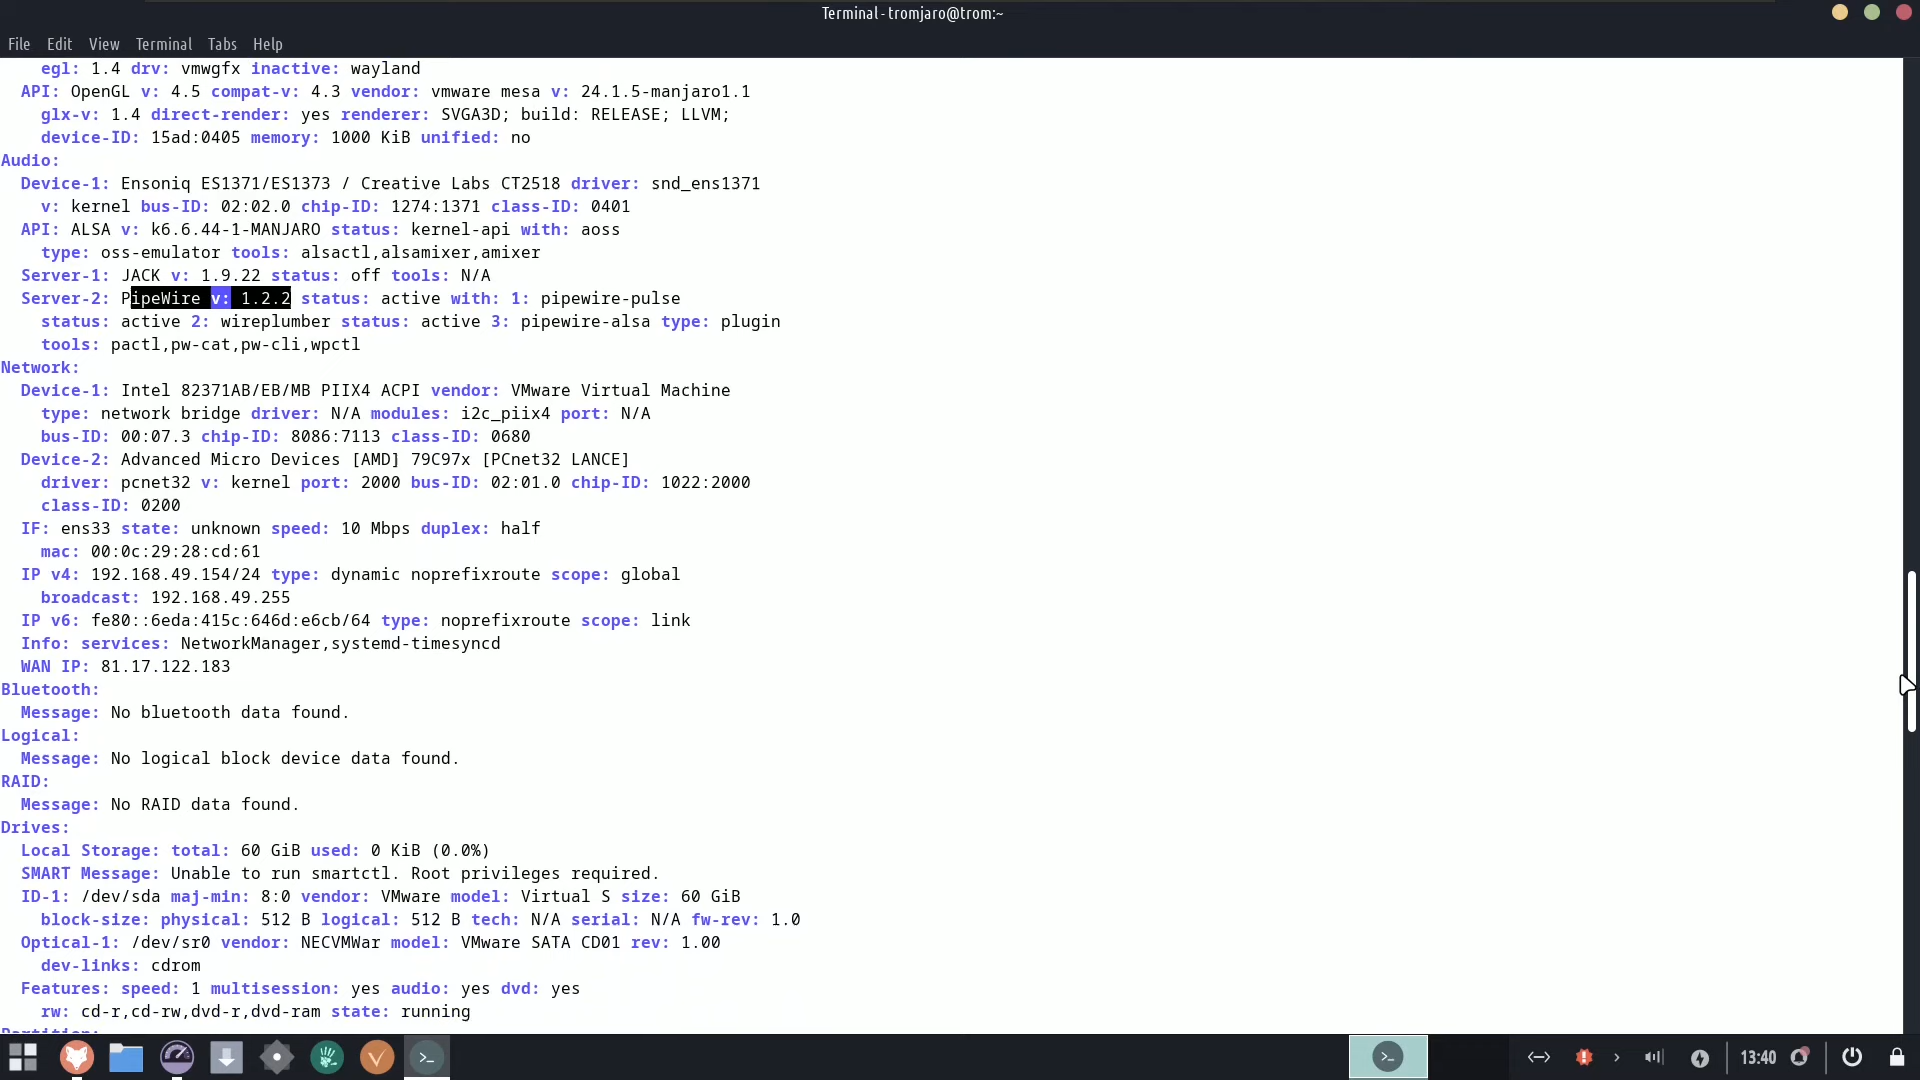 Terminal - tromjaro@trom:~
File Edit View Terminal Tabs Help
egl: 1.4 drv: vmwgfx inactive: wayland
API: OpenGL v: 4.5 compat-v: 4.3 vendor: vmware mesa v: 24.1.5-manjaro1.1
glx-v: 1.4 direct-render: yes renderer: SVGA3D; build: RELEASE; LLVM;
device-ID: 15ad:0405 memory: 1000 KiB unified: no
Audio:
Device-1: Ensoniq ES1371/ES1373 / Creative Labs CT2518 driver: snd_ens1371
v: kernel bus-ID: 02:02.0 chip-ID: 1274:1371 class-ID: 0401
API: ALSA v: k6.6.44-1-MANJARO status: kernel-api with: aoss
type: oss-emulator tools: alsactl,alsamixer,amixer
Server-1: JACK v: 1.9.22 status: off tools: N/A
Server-2: PipeWire v: 1.2.2 status: active with: 1: pipewire-pulse
status: active 2: wireplumber status: active 3: pipewire-alsa type: plugin
tools: pactl,pw-cat,pw-cli,wpctl
Network:
Device-1: Intel 82371AB/EB/MB PIIX4 ACPI vendor: VMware Virtual Machine
type: network bridge driver: N/A modules: i2c_piix4 port: N/A
bus-ID: 00:07.3 chip-ID: 8086:7113 class-ID: 0680
Device-2: Advanced Micro Devices [AMD] 79C97x [PCnet32 LANCE]
driver: pcnet32 v: kernel port: 2000 bus-ID: 02:01.0 chip-ID: 1022:2000
class-ID: 0200
IF: ens33 state: unknown speed: 10 Mbps duplex: half
mac: 00:0c:29:28:cd:61
IP v4: 192.168.49.154/24 type: dynamic noprefixroute scope: global
broadcast: 192.168.49.255
IP v6: fe80::6eda:415c:646d:e6cb/64 type: noprefixroute scope: link
Info: services: NetworkManager,systemd-timesyncd
WAN IP: 81.17.122.183
Bluetooth:
Message: No bluetooth data found.
Logical:
Message: No logical block device data found.
RAID:
Message: No RAID data found.
Drives:
Local Storage: total: 60 GiB used: 0 KiB (0.0%)
SMART Message: Unable to run smartctl. Root privileges required.
ID-1: /dev/sda maj-min: 8:0 vendor: VMware model: Virtual S size: 60 GiB
block-size: physical: 512 B logical: 512 B tech: N/A serial: N/A fw-rev: 1.0
Optical-1: /dev/sr0 vendor: NECVMWar model: VMware SATA CD01 rev: 1.00
dev-links: cdrom
Features: speed: 1 multisession: yes audio: yes dvd: yes
rw: cd-r,cd-rw,dvd-r,dvd-ram state: running
Partition:
13:40